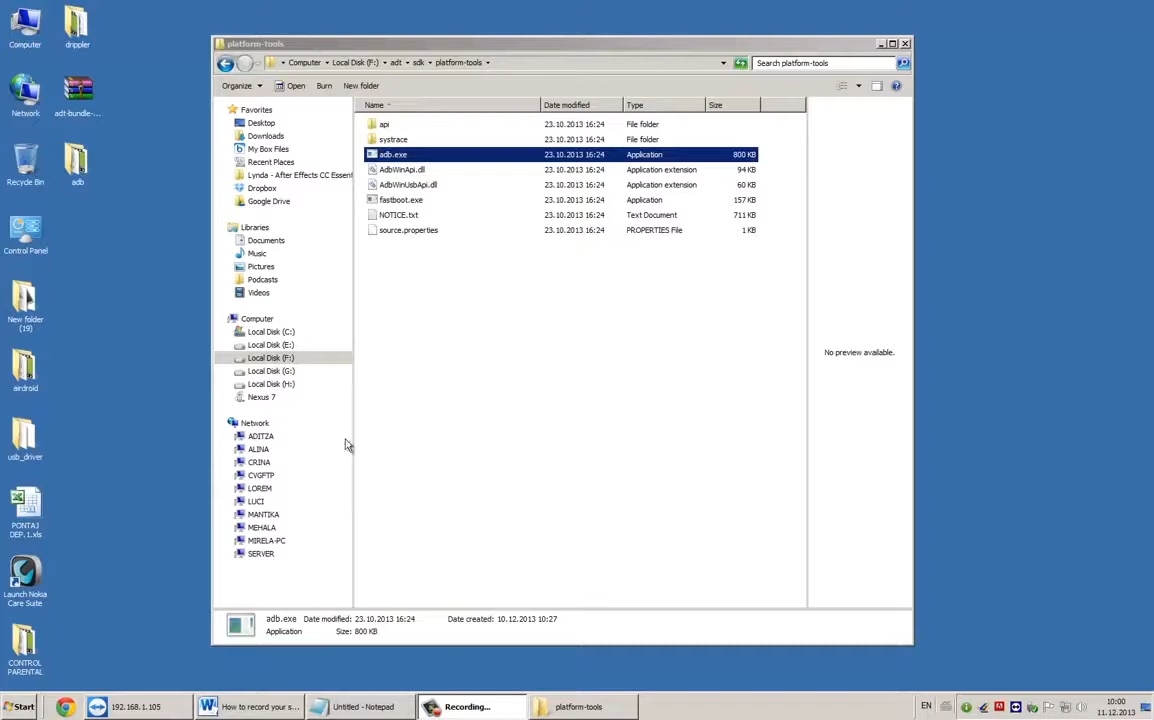 Computer
drippler
Network
adt-bundle-...
Recycle Bin
adb
Control Panel
New folder
(19)
airdroid
usb_driver
PONTAJ
DEP.1.xls
Launch Nokia
Care Suite
CONTROL
PARENTAL
platform-tools
Computer Local Disk (F:) adt sdk platform-tools
Search platform-tools
Organize Open Burn New folder
Name Date modified Type Size
Favorites
Desktop
Downloads
My Box Files
Recent Places
Lynda - After Effects CC Essent
Dropbox
Google Drive
Libraries
Documents
Music
Pictures
Podcasts
Videos
Computer
Local Disk (C:)
Local Disk (E:)
Local Disk (F:)
Local Disk (G:)
Local Disk (H:)
Nexus 7
Network
ADITZA
ALINA
CRINA
CVGFTP
LOREM
LUCI
MANTIKA
MEHALA
MIRELA-PC
SERVER
api 23.10.2013 16:24 File folder
systrace 23.10.2013 16:24 File folder
adb.exe 23.10.2013 16:24 Application 800 KB
AdbWinApi.dll 23.10.2013 16:24 Application extension 94 KB
AdbWinUsbApi.dll 23.10.2013 16:24 Application extension 60 KB
fastboot.exe 23.10.2013 16:24 Application 157 KB
NOTICE.txt 23.10.2013 16:24 Text Document 711 KB
source.properties 23.10.2013 16:24 PROPERTIES File 1 KB
No preview available.
adb.exe Date modified: 23.10.2013 16:24 Date created: 10.12.2013 10:27
Application Size: 800 KB
Start
192.168.1.105
How to record your s...
Untitled - Notepad
Recording...
platform-tools
EN
10:00
11.12.2013